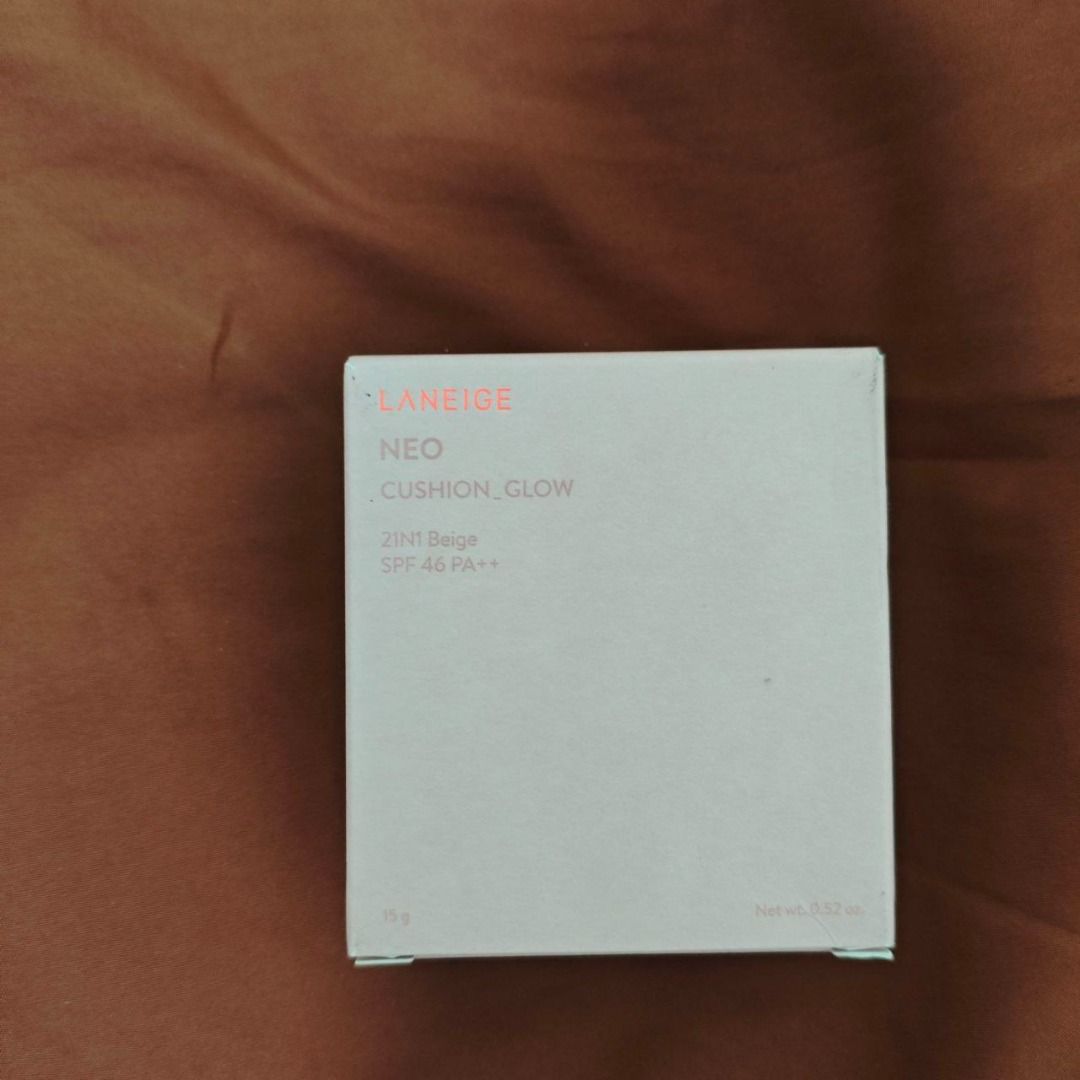 LANEIGE
NEO
CUSHION_GLOW
21N1 Beige
SPF 46 PA++
15 g
Net wt. 0.52 oz.